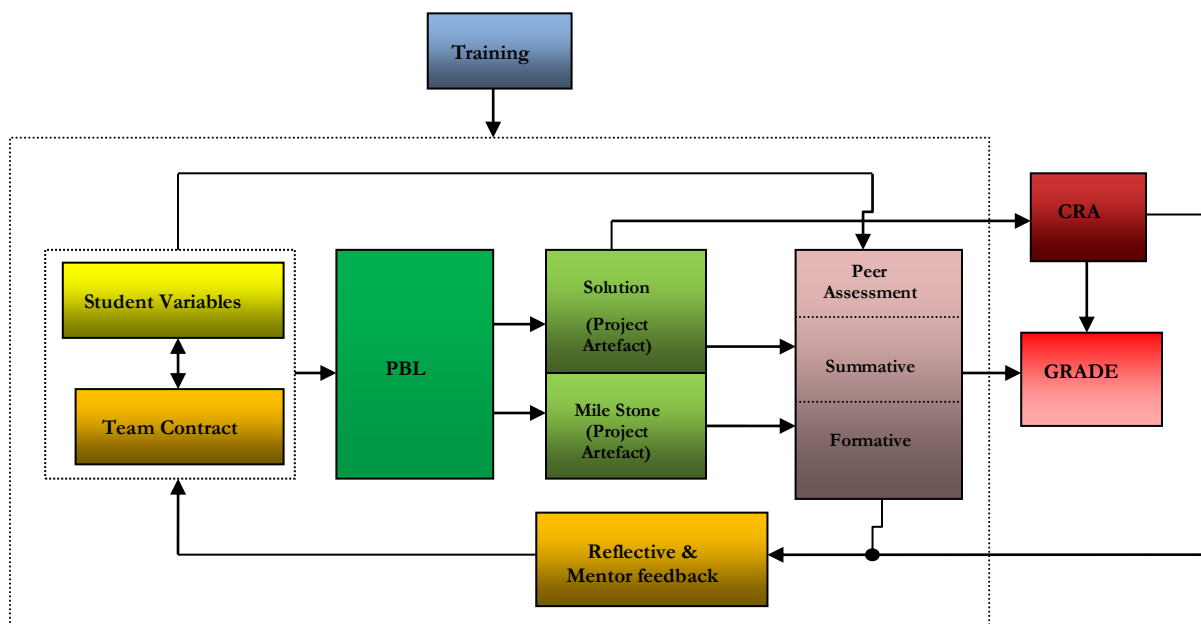 Training
CRA
Student Variables
Team Contract
PBL
Solution
(Project
Artefact)
Mile Stone
(Project
Artefact)
Peer
Assessment
Summative
Formative
GRADE
Reflective &
Mentor feedback